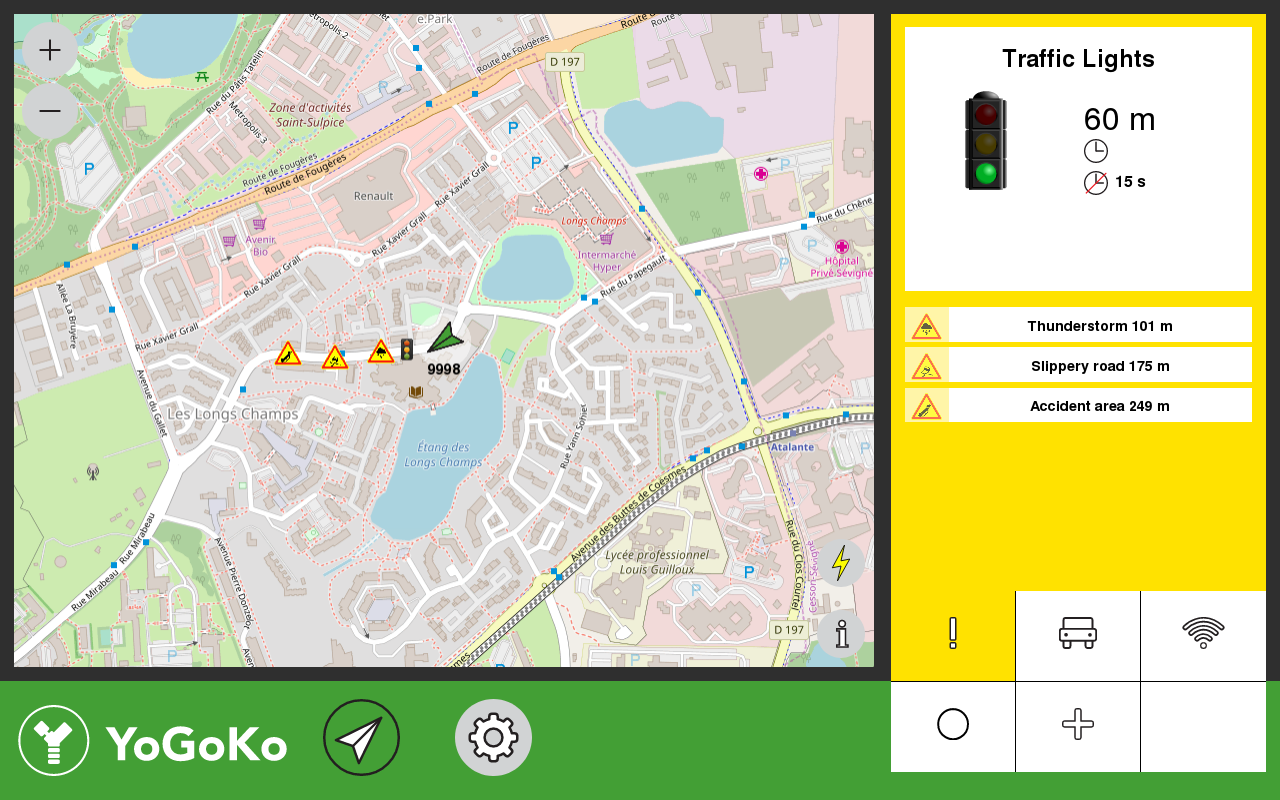 Metropolis 2
e.Park
Route de Fougères
Route de
D 197
Rue du Pâtis Tatelin
Metropolis 3
Zone d'activités
Saint-Sulpice
P
P
P
P
Route de Fougères
Route de Fougères
Renault
Rue Xavier Grall
Rue Xavier Grall
Rue Xavier Grall
Rue Xavier Grall
Avenir
Bio
Longs Champs
Intermarché
Hyper
Rue du Papegault
Rue du Chêne
P
P
P
Hôpital
Privé Sévigné
Allée La Bruyère
Avenue du Gallet
9998
Les Longs Champs
Étang des
Longs Champs
Rue Yann Sohier
Atalante
P
Avenue des Buttes de Coësmes
Rue Mirabeau
Rue Mirabeau
Avenue Pierre Donzelot
Lycée professionnel
Louis Guilloux
P
P
P
P
Rue du Clos Courtel
Cesson-Sévigné
D 197
YoGoKo
Traffic Lights
60 m
15 s
Thunderstorm 101 m
Slippery road 175 m
Accident area 249 m